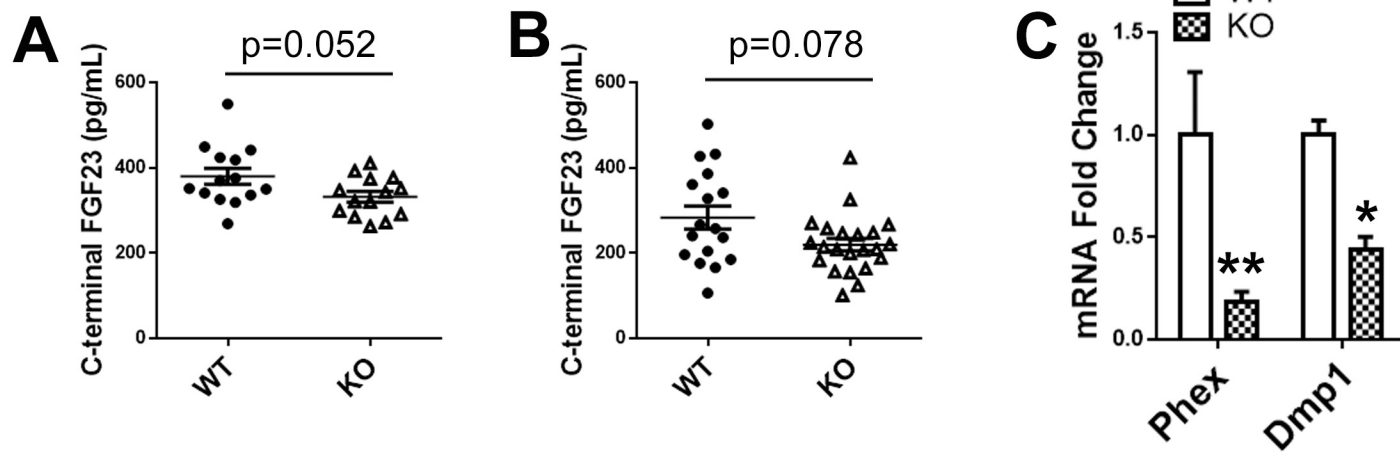 A
p=0.052
C-terminal FGF23 (pg/mL)
600
400
200
0
WT
KO
B
p=0.078
C-terminal FGF23 (pg/mL)
600
400
200
0
WT
KO
C
KO
mRNA Fold Change
1.5
1.0
0.5
0.0
**
*
Phex
Dmp1